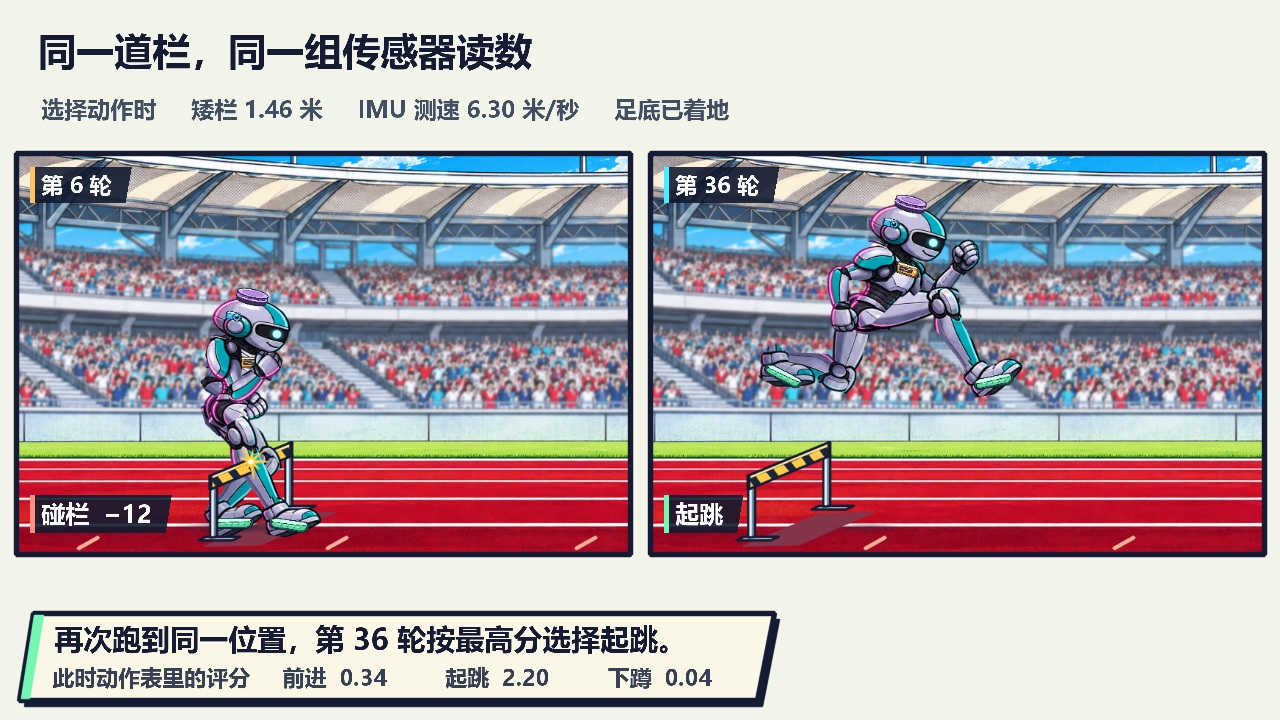 同一道栏，同一组传感器读数
选择动作时 矮栏 1.46 米 IMU 测速 6.30 米/秒 足底已着地
第 6 轮
碰栏 −12
第 36 轮
起跳
再次跑到同一位置，第 36 轮按最高分选择起跳。
此时动作表里的评分 前进 0.34 起跳 2.20 下蹲 0.04